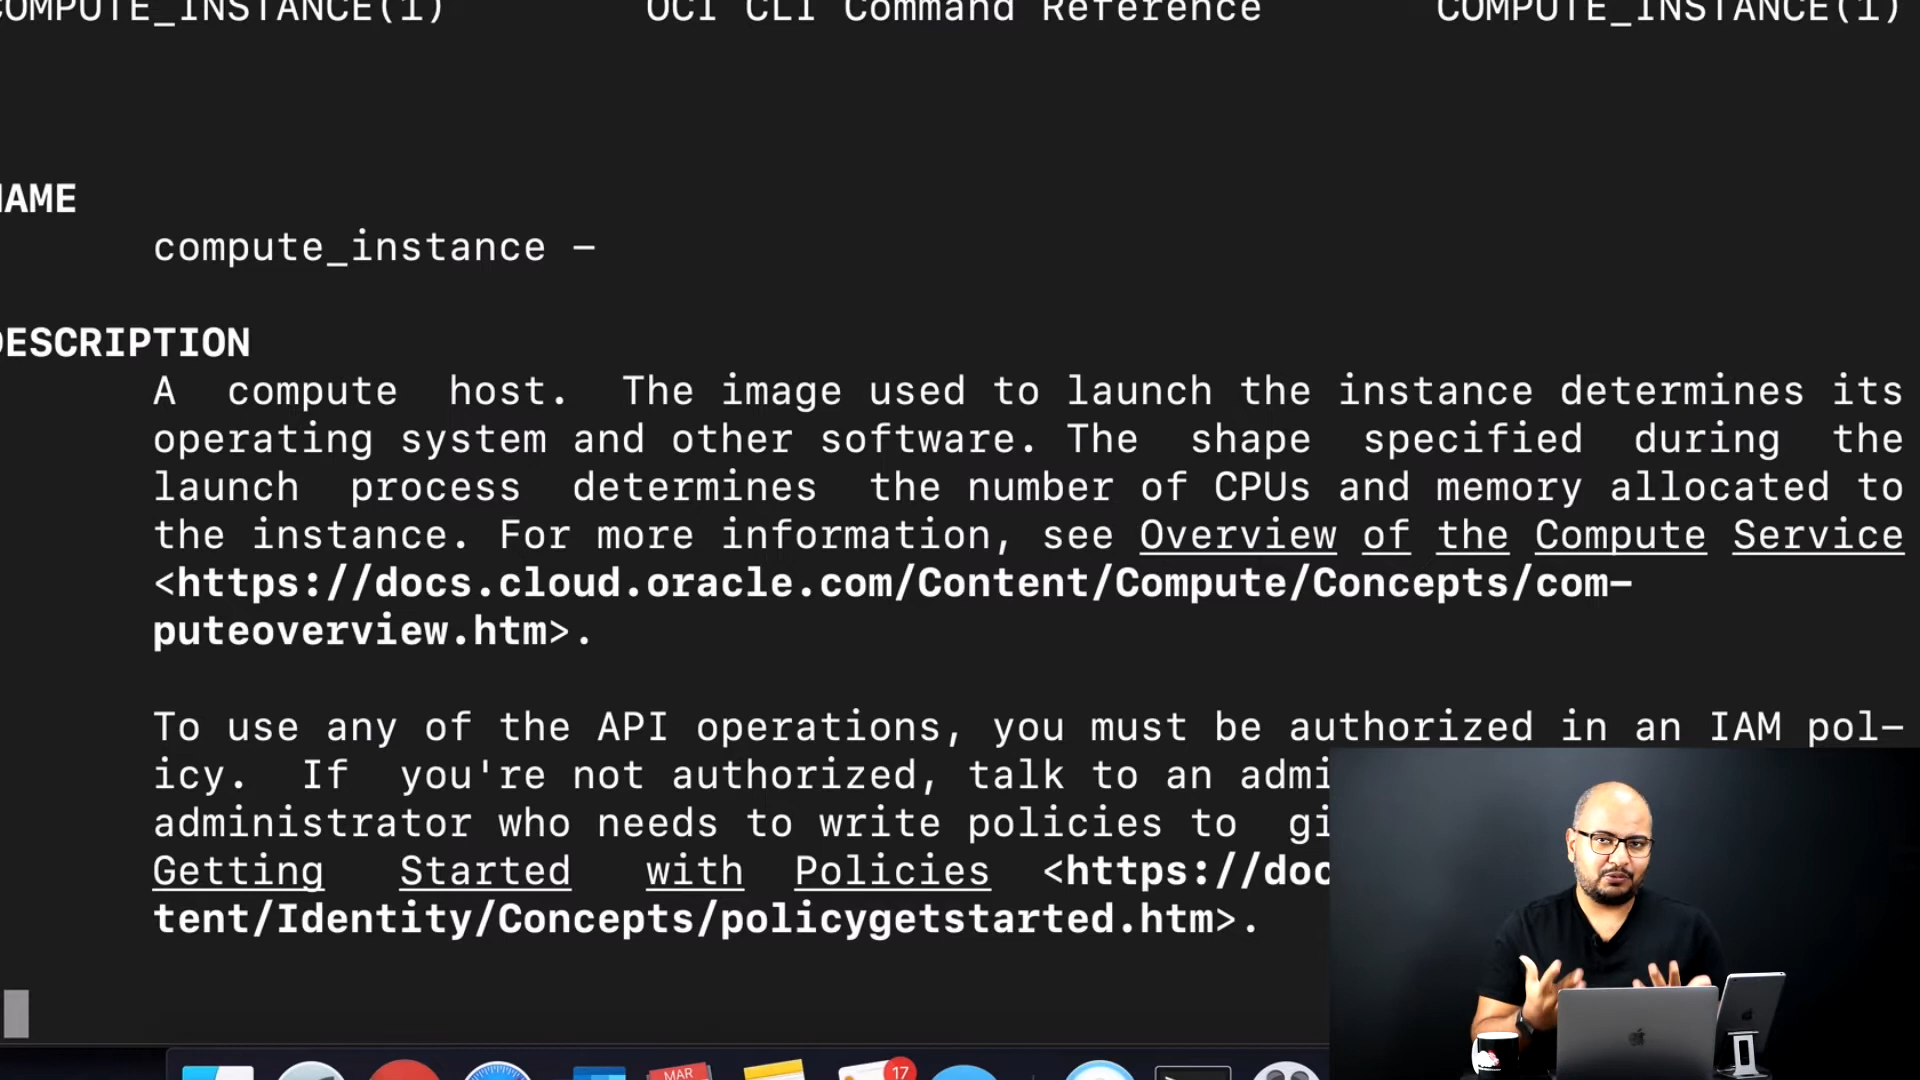 COMPUTE_INSTANCE(1) OCI CLI Command Reference COMPUTE_INSTANCE(1)
NAME
compute_instance –
DESCRIPTION
A compute host. The image used to launch the instance determines its
operating system and other software. The shape specified during the
launch process determines the number of CPUs and memory allocated to
the instance. For more information, see Overview of the Compute Service
<https://docs.cloud.oracle.com/Content/Compute/Concepts/com-
puteoverview.htm>.
To use any of the API operations, you must be authorized in an IAM pol-
icy. If you're not authorized, talk to an admi
administrator who needs to write policies to gi
Getting Started with Policies <https://doc
tent/Identity/Concepts/policygetstarted.htm>.
MAR
17